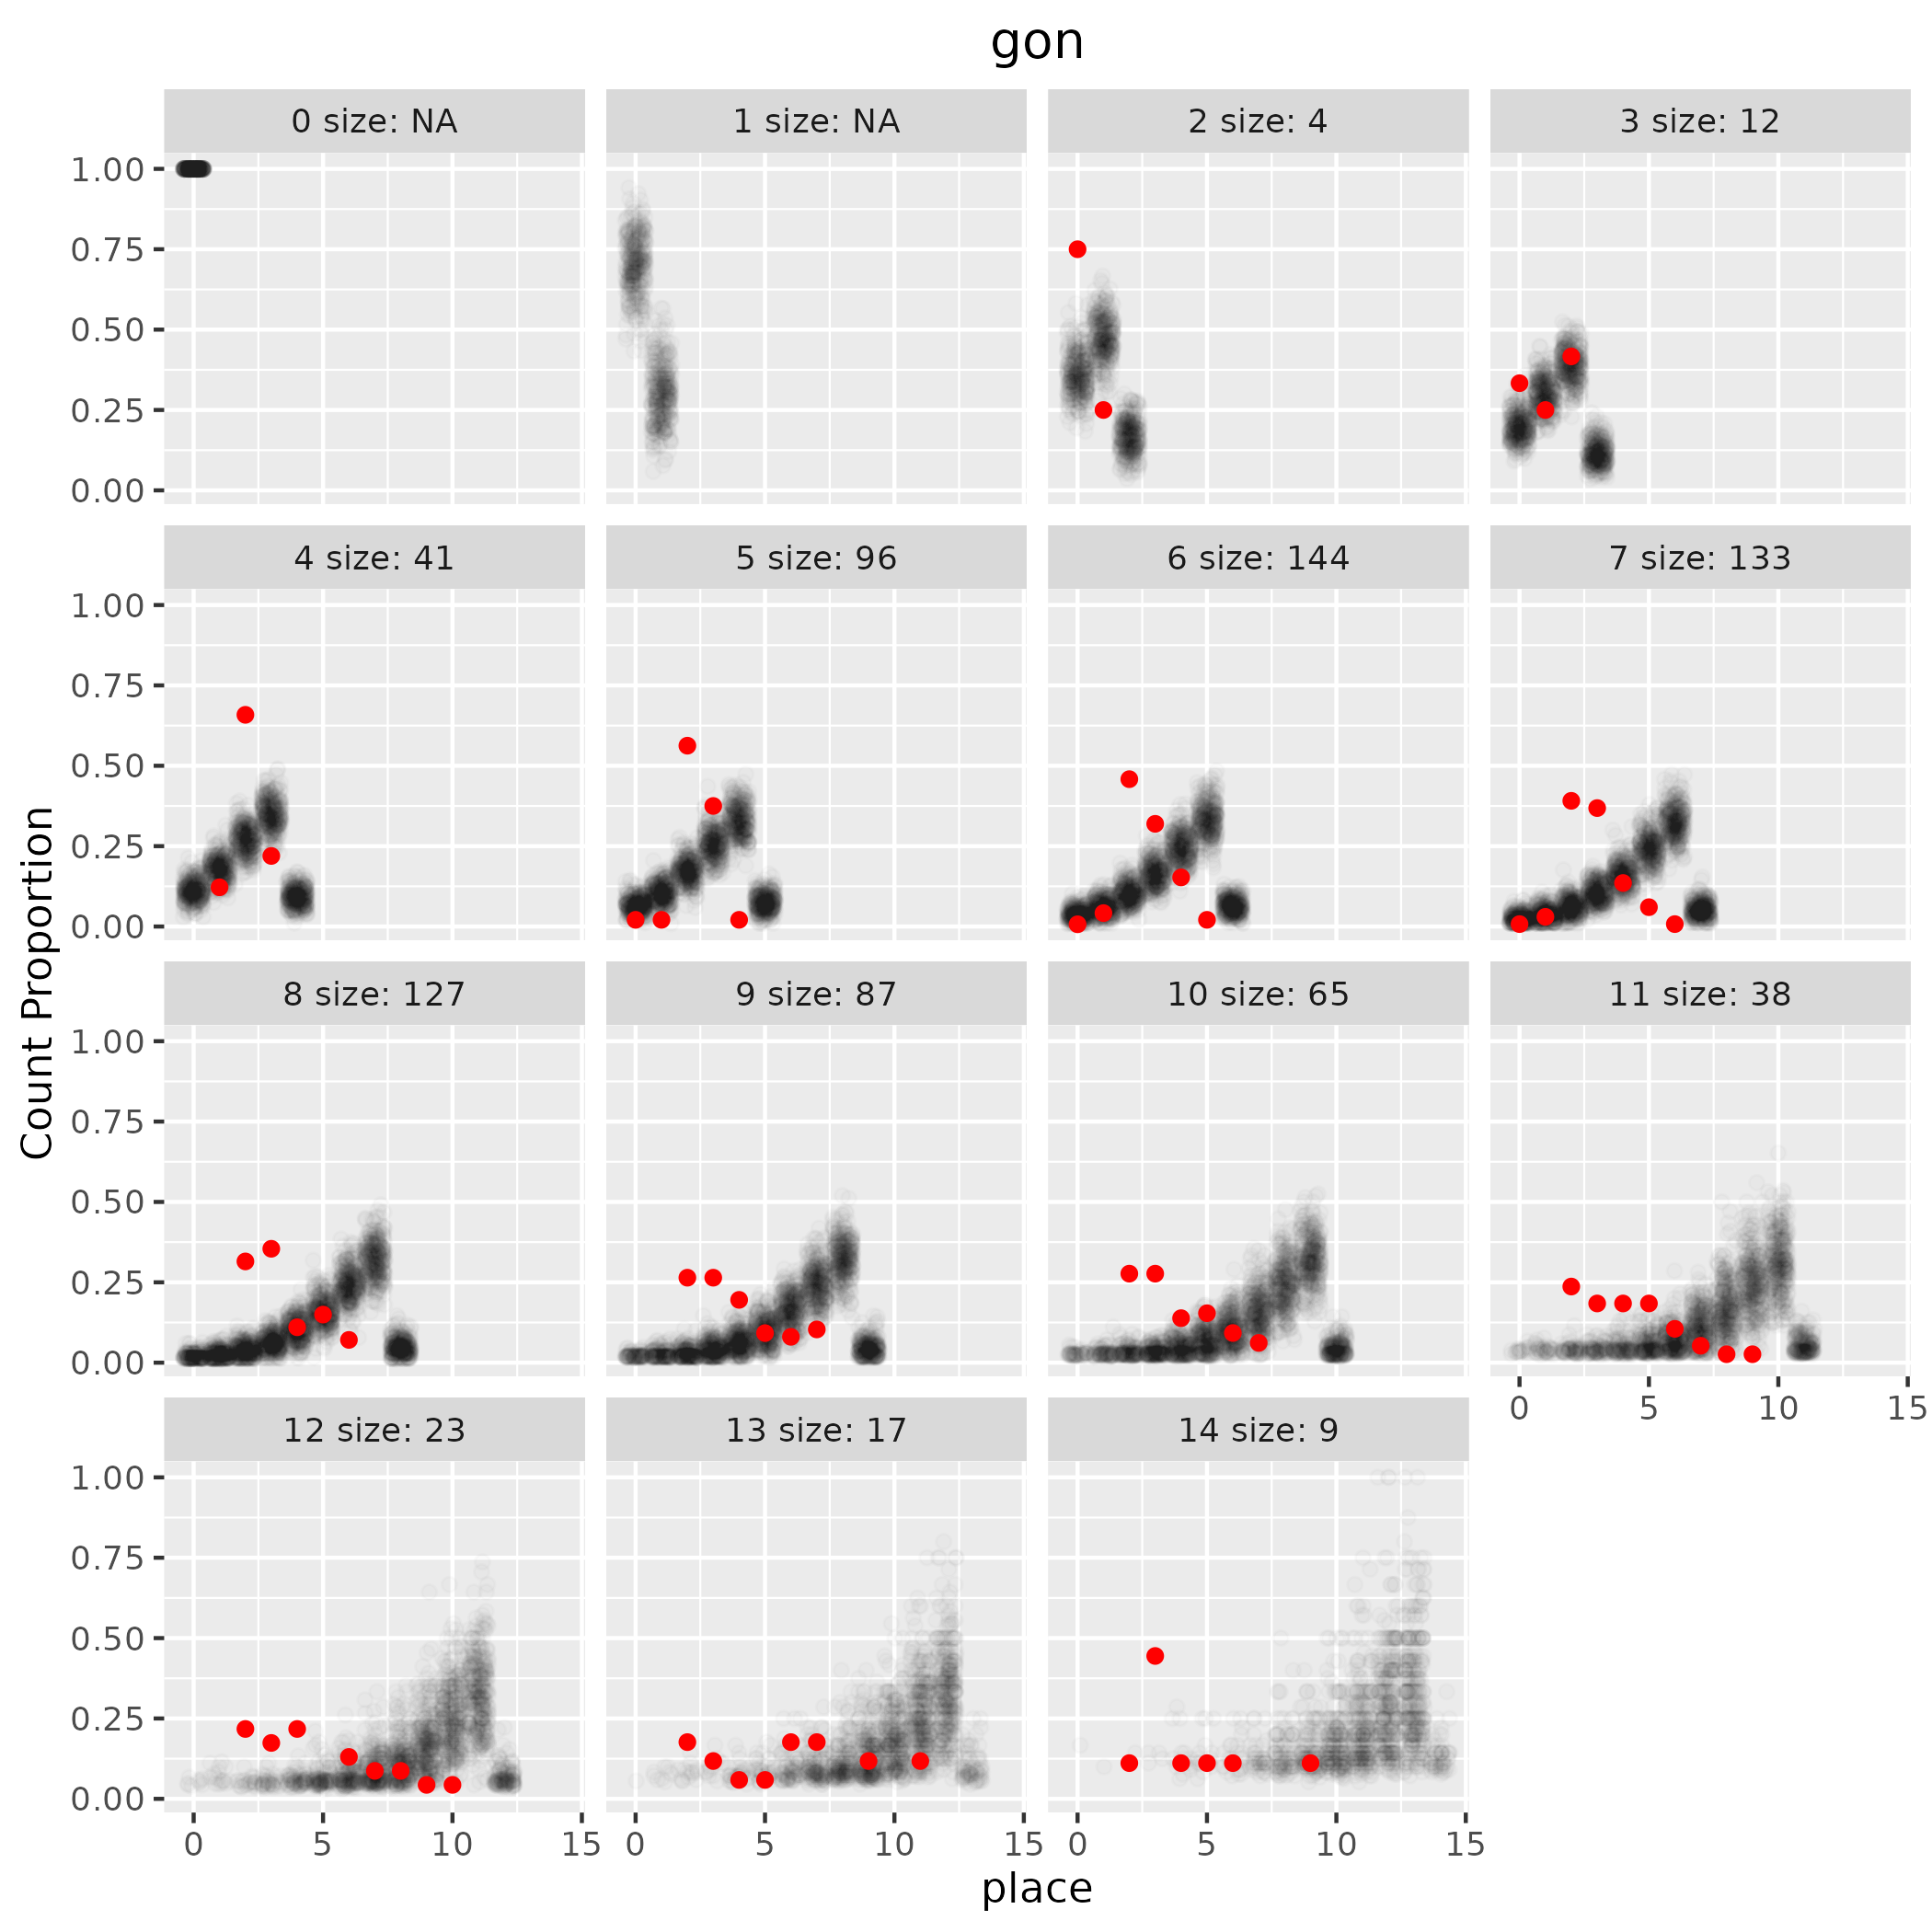 gon
0 size: NA
1 size: NA
2 size: 4
3 size: 12
1.00
0.75
0.50
0.25
0.00
4 size: 41
5 size: 96
6 size: 144
7 size: 133
1.00
0.75
0.50
0.25
0.00
Count Proportion
8 size: 127
9 size: 87
10 size: 65
11 size: 38
1.00
0.75
0.50
0.25
0.00
0 5 10 15
12 size: 23
13 size: 17
14 size: 9
1.00
0.75
0.50
0.25
0.00
0 5 10 15
0 5 10 15
0 5 10 15
place